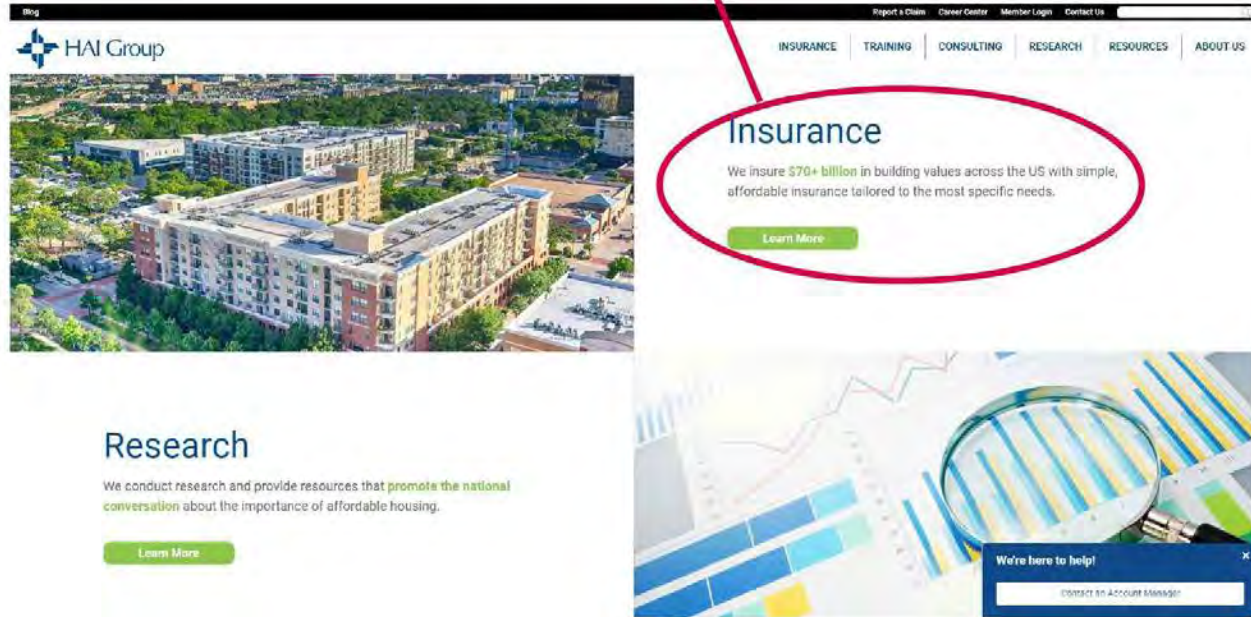 Blog
Report a Claim Career Center Member Login Contact Us
HAI Group
INSURANCE TRAINING CONSULTING RESEARCH RESOURCES ABOUT US
Insurance
We insure $70+ billion in building values across the US with simple,
affordable insurance tailored to the most specific needs.
Learn More
Research
We conduct research and provide resources that promote the national
conversation about the importance of affordable housing.
Learn More
We're here to help!
Contact an Account Manager